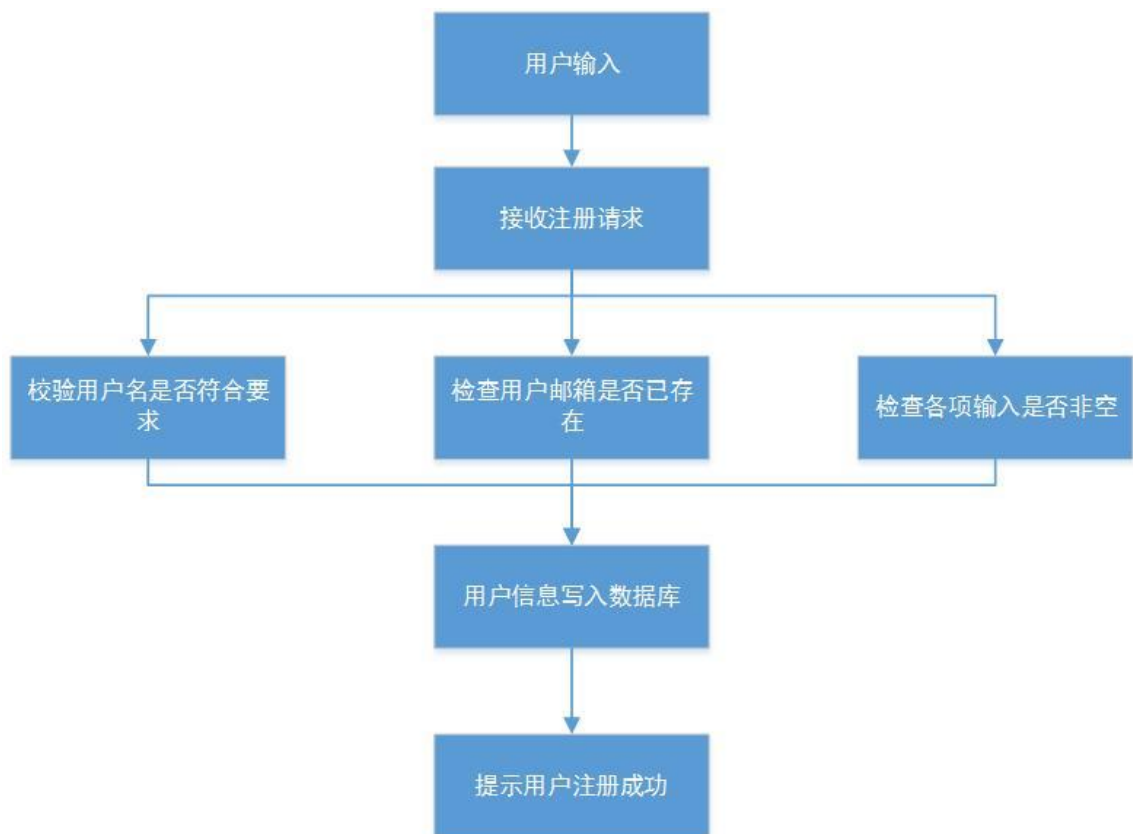 用户输入
接收注册请求
校验用户名是否符合要
求
检查用户邮箱是否已存
在
检查各项输入是否非空
用户信息写入数据库
提示用户注册成功